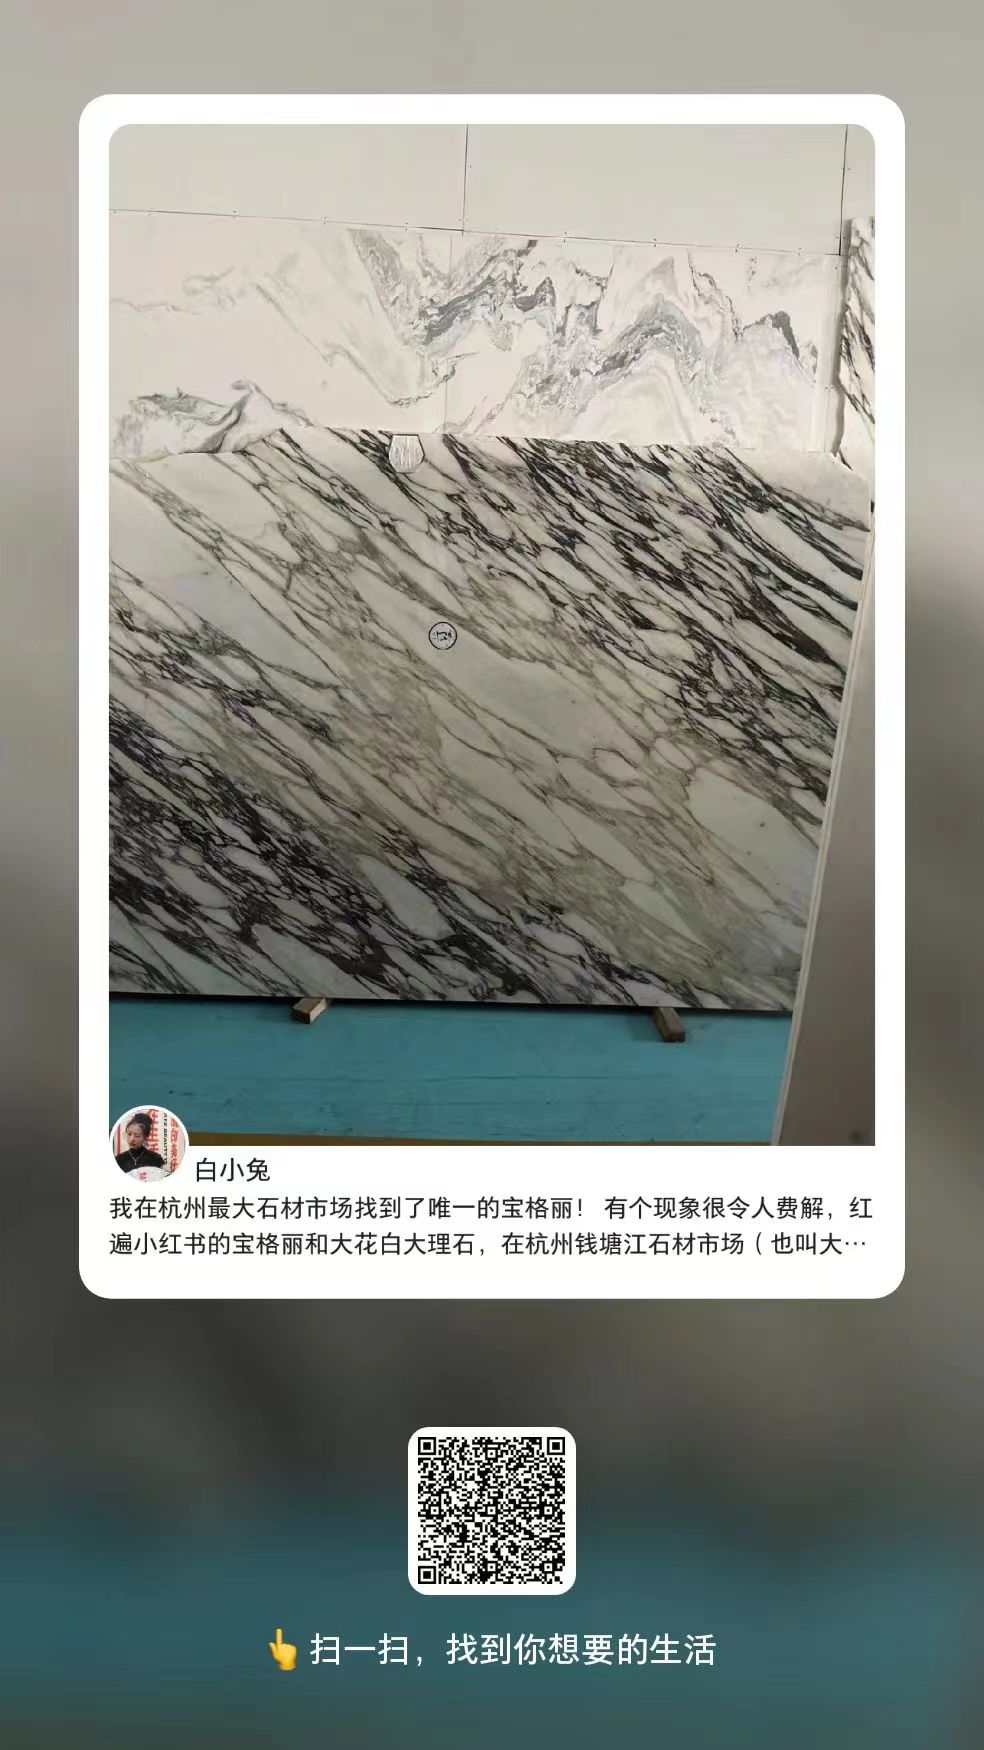 白小兔
我在杭州最大石材市场找到了唯一的宝格丽！ 有个现象很令人费解，红
遍小红书的宝格丽和大花白大理石，在杭州钱塘江石材市场（也叫大…
扫一扫，找到你想要的生活